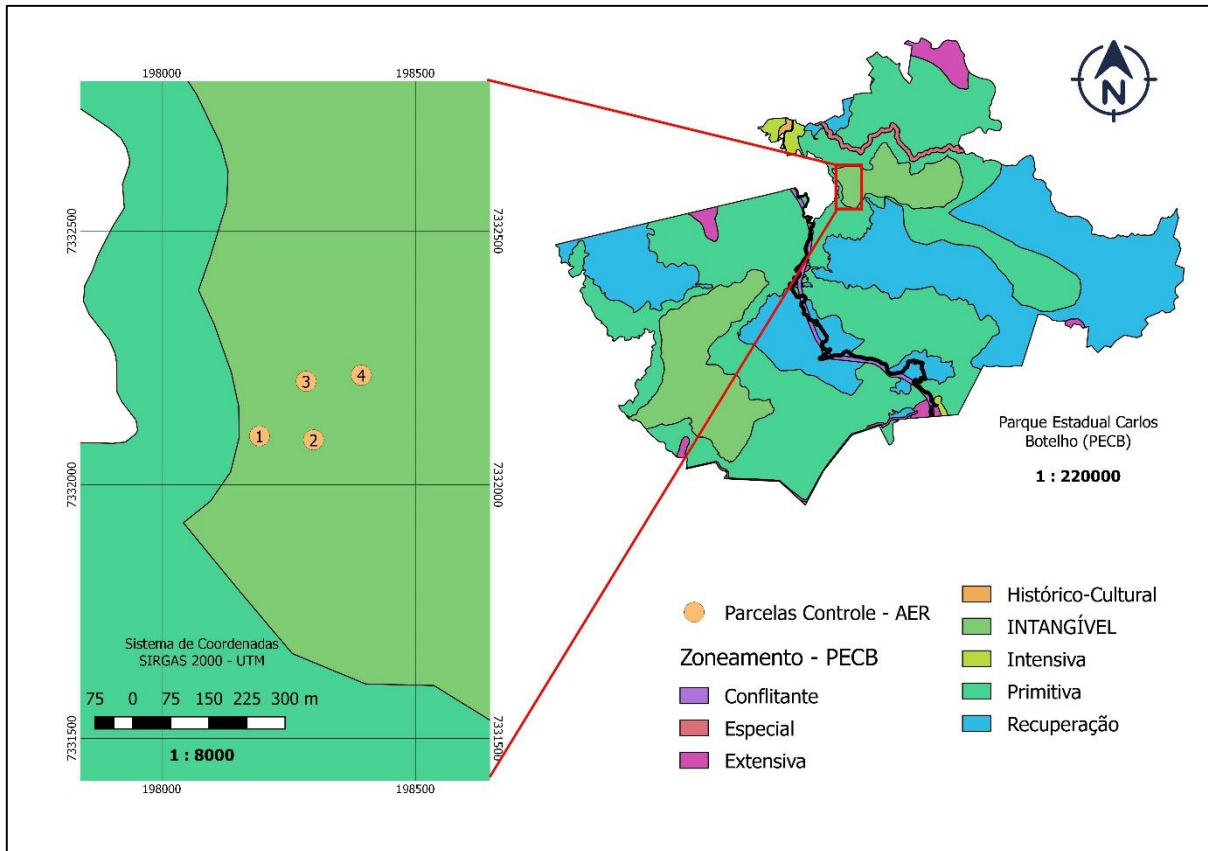 198000
198500
7332500
7332500
3
4
1
2
7332000
7332000
Sistema de Coordenadas
SIRGAS 2000 - UTM
75 0 75 150 225 300 m
1 : 8000
7331500
7331500
198000
198500
N
Parque Estadual Carlos
Botelho (PECB)
1 : 220000
Parcelas Controle - AER
Zoneamento - PECB
Conflitante
Especial
Extensiva
Histórico-Cultural
INTANGÍVEL
Intensiva
Primitiva
Recuperação